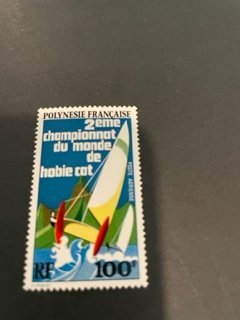 POLYNESIE FRANÇAISE
2eme
championnat
du monde
de
hobie cat
POSTE AERIENNE
RF 100F